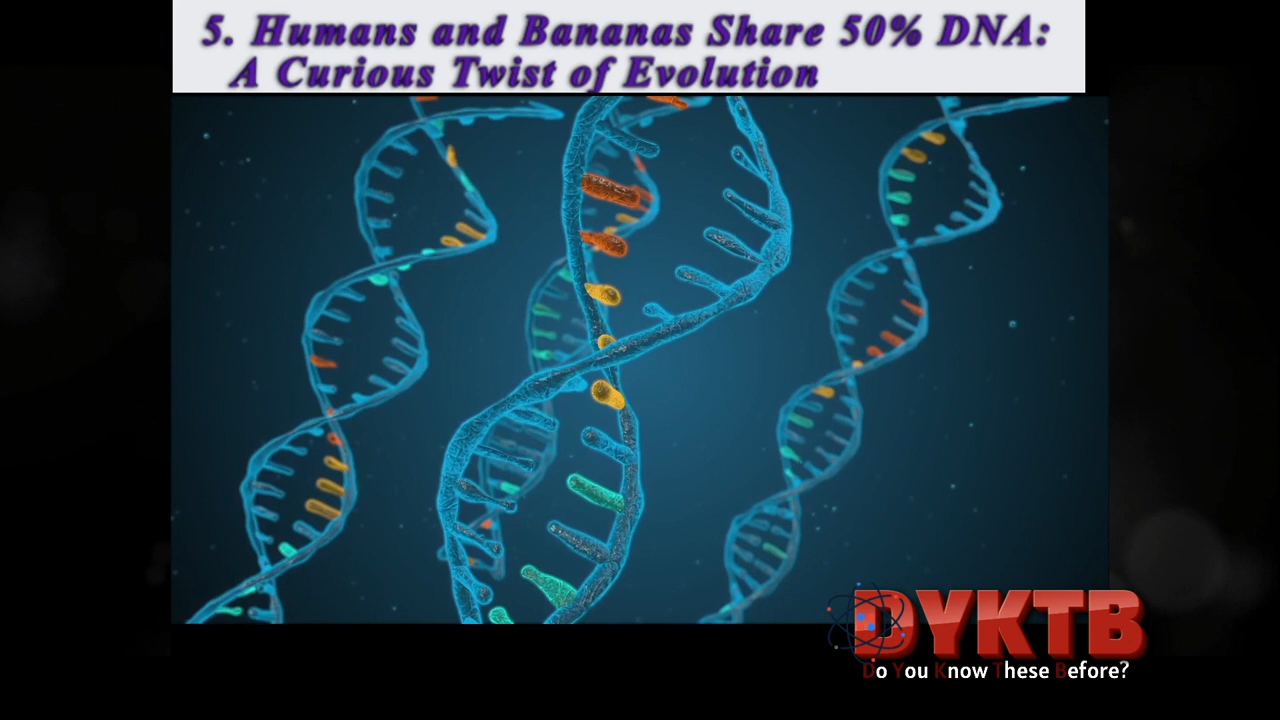 5. Humans and Bananas Share 50% DNA:
A Curious Twist of Evolution
DYKTB
Do You Know These Before?